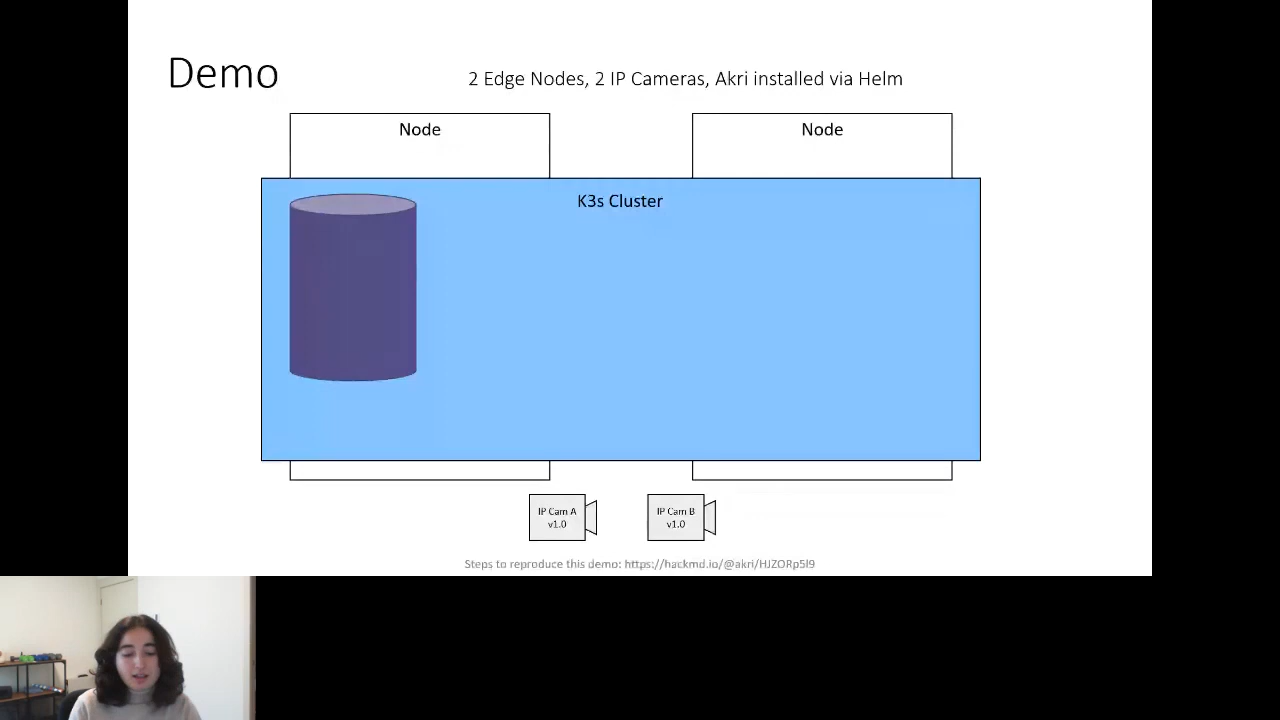 Demo
2 Edge Nodes, 2 IP Cameras, Akri installed via Helm
Node
Node
K3s Cluster
IP Cam A
v1.0
IP Cam B
v1.0
Steps to reproduce this demo: https://hackmd.io/@akri/HJZORp5l9